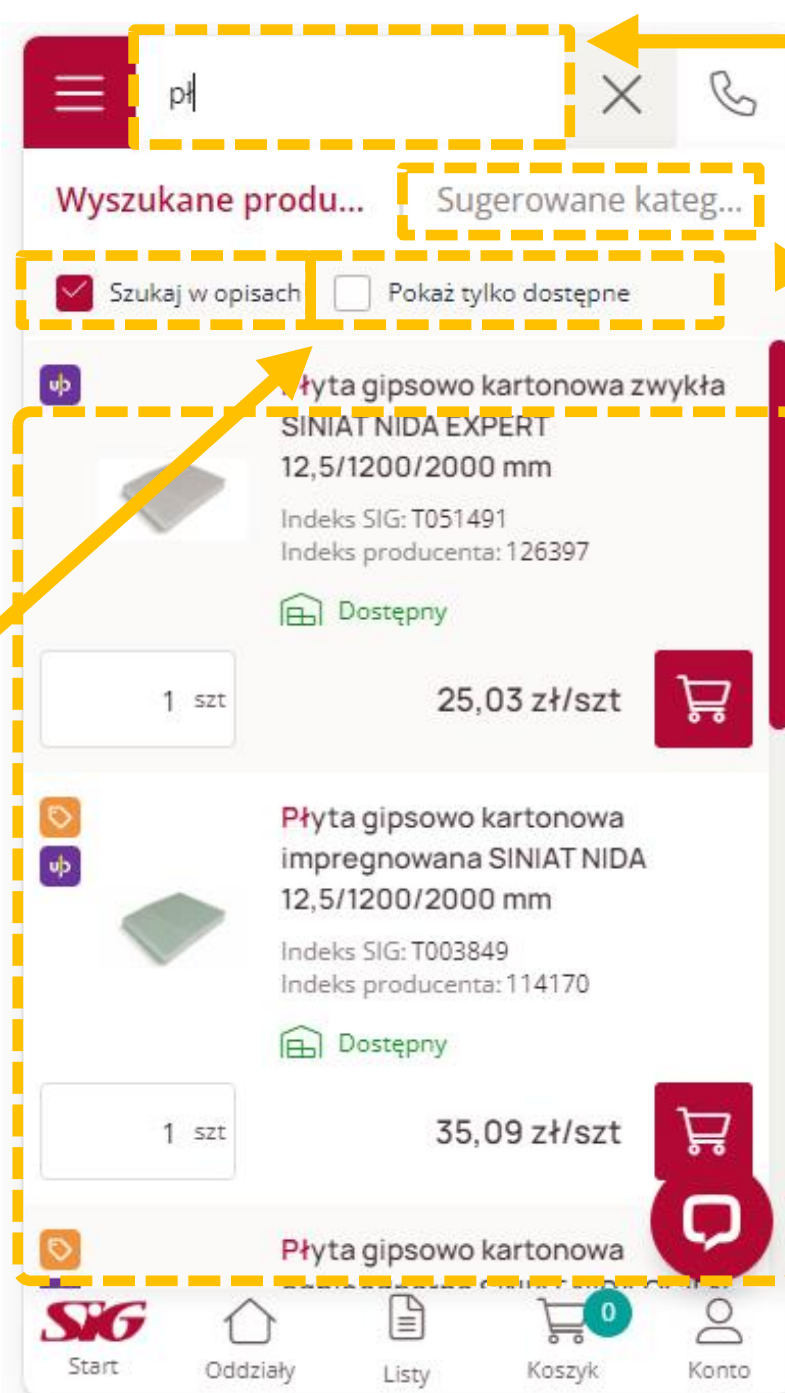 pł
Wyszukane produ...
Sugerowane kateg...
Szukaj w opisach
Pokaż tylko dostępne
up
Płyta gipsowo kartonowa zwykła
SINIAT NIDA EXPERT
12,5/1200/2000 mm
Indeks SIG: T051491
Indeks producenta: 126397
Dostępny
1 szt
25,03 zł/szt
up
Płyta gipsowo kartonowa
impregnowana SINIAT NIDA
12,5/1200/2000 mm
Indeks SIG: T003849
Indeks producenta: 114170
Dostępny
1 szt
35,09 zł/szt
Płyta gipsowo kartonowa
SIG
0
Start
Oddziały
Listy
Koszyk
Konto